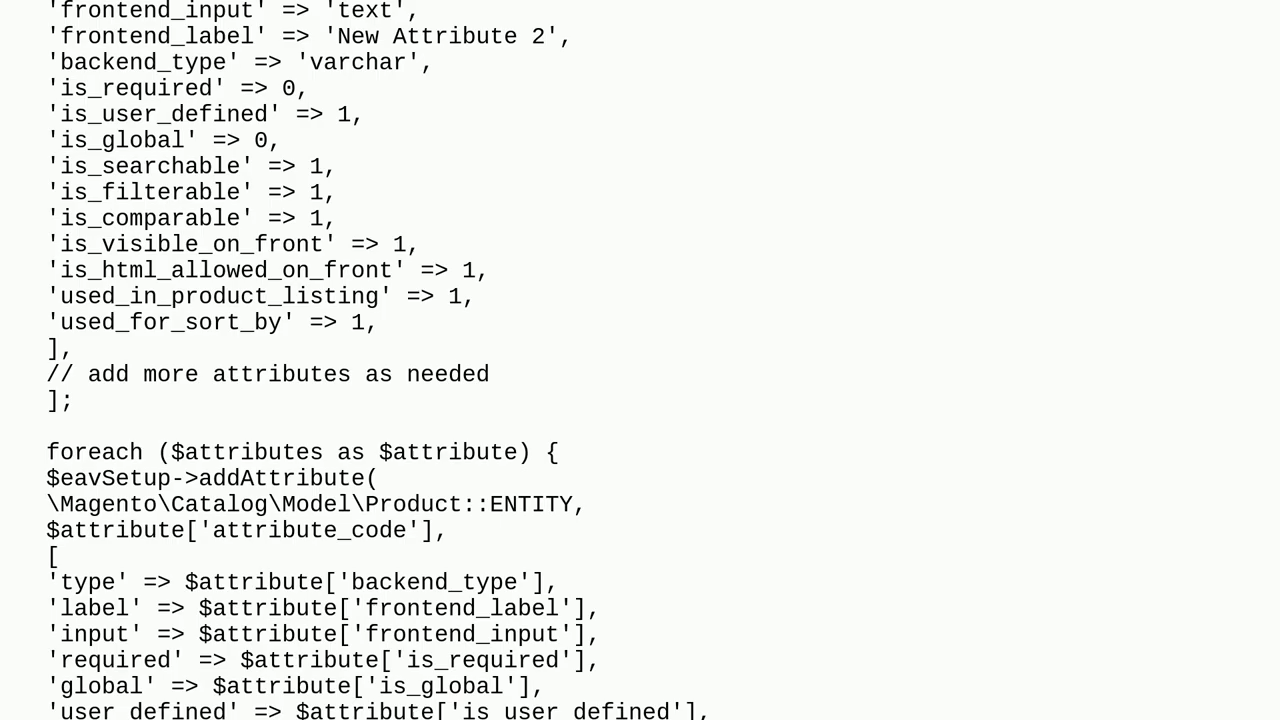 'frontend_input' => 'text',
'frontend_label' => 'New Attribute 2',
'backend_type' => 'varchar',
'is_required' => 0,
'is_user_defined' => 1,
'is_global' => 0,
'is_searchable' => 1,
'is_filterable' => 1,
'is_comparable' => 1,
'is_visible_on_front' => 1,
'is_html_allowed_on_front' => 1,
'used_in_product_listing' => 1,
'used_for_sort_by' => 1,
],
// add more attributes as needed
];
foreach ($attributes as $attribute) {
$eavSetup->addAttribute(
\Magento\Catalog\Model\Product::ENTITY,
$attribute['attribute_code'],
[
'type' => $attribute['backend_type'],
'label' => $attribute['frontend_label'],
'input' => $attribute['frontend_input'],
'required' => $attribute['is_required'],
'global' => $attribute['is_global'],
'user_defined' => $attribute['is_user_defined'],